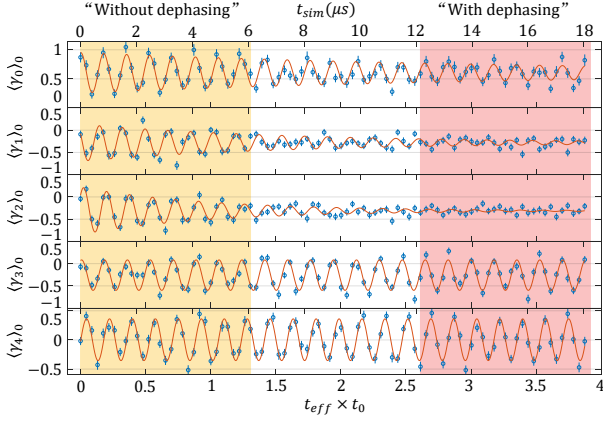 “Without dephasing” t_sim(μs) “With dephasing”
0 2 4 6 8 10 12 14 16 18
⟨γ₀⟩₀ 1 0.5 0
⟨γ₁⟩₀ 0.5 0 −0.5 −1
⟨γ₂⟩₀ 0.5 0 −0.5 −1
⟨γ₃⟩₀ 0.5 0 −0.5 −1
⟨γ₄⟩₀ 0.5 0 −0.5
0 0.5 1 1.5 2 2.5 3 3.5 4
t_eff × t₀